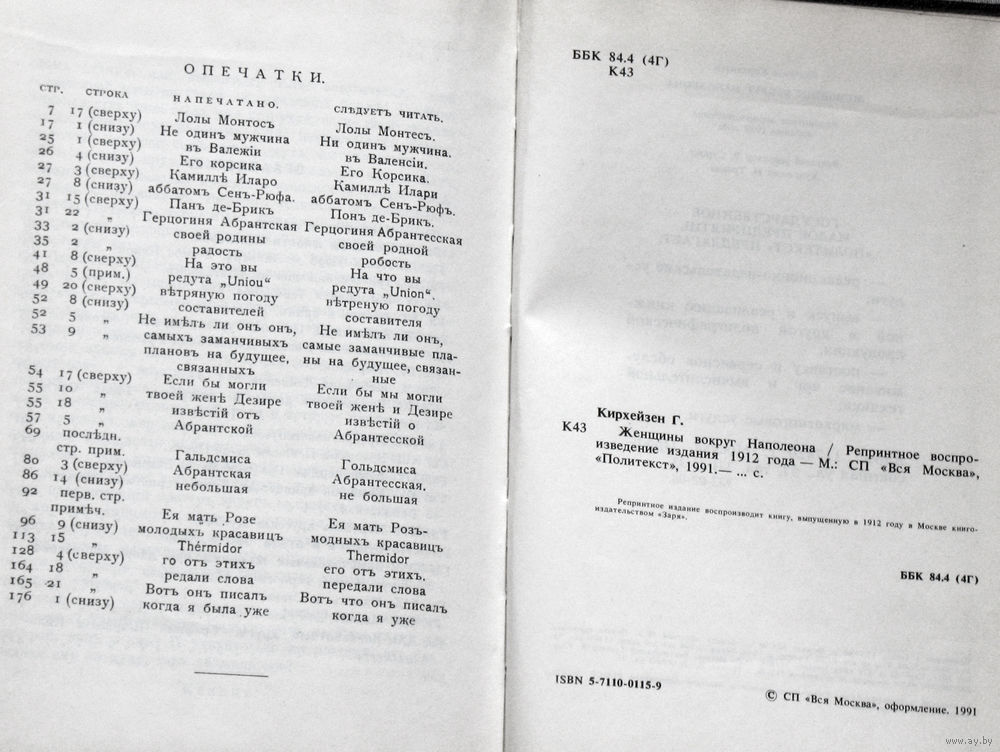 ОПЕЧАТКИ.
СТР. СТРОКА НАПЕЧАТАНО. СЛѢДУЕТЪ ЧИТАТЬ.
7 17 (сверху) Лолы Монтосъ Лолы Монтесъ.
17 1 (снизу) Не одинъ мужчина Ни одинъ мужчина.
25 1 (сверху) въ Валежіи въ Валенсіи.
26 4 (снизу) Его корсика Его Корсика.
27 3 (сверху) Камиллѣ Иларо Камиллѣ Илари
27 8 (снизу) аббатомъ Сенъ-Рюфа. аббатомъ Сенъ-Рюфъ.
31 15 (сверху) Панъ де-Брикъ Понъ де-Брикъ.
31 22 „ Герцогиня Абрантская Герцогиня Абрантесская
33 2 (снизу) своей родины своей родной
35 2 „ радость робость
41 8 (сверху) На это вы На что вы
48 5 (прим.) редута „Uniou“ редута „Union“.
49 20 (сверху) вѣтряную погоду вѣтреную погоду
52 8 (снизу) составителей составителя
52 5 „ Не имѣлъ ли онъ онъ, Не имѣлъ ли онъ,
53 9 „ самыхъ заманчивыхъ самые заманчивые пла-
плановъ на будущее, ны на будущее, связан-
связанныхъ ные
54 17 (сверху) Если бы могли Если бы мы могли
55 10 „ твоей женѣ Дезире твоей женѣ и Дезире
55 18 „ извѣстій отъ извѣстій о
57 5 „ Абрантской Абрантесской
69 послѣдн.
стр. прим. Гальдсмиса Гольдсмиса
80 3 (сверху) Абрантская Абрантесская.
86 14 (снизу) небольшая не большая
92 перв. стр.
примѣч. Ея мать Розе Ея мать Розъ-
96 9 (снизу) молодыхъ красавицъ модныхъ красавицъ
113 15 „ Thérmidor Thermidor
128 4 (сверху) го отъ этихъ его отъ этихъ.
164 18 „ редали слова передали слова
165 21 „ Вотъ онъ писалъ Вотъ что онъ писалъ
176 1 (снизу) когда я была уже когда я уже
ББК 84.4 (4Г)
К43
Кирхейзен Г.
К43 Женщины вокруг Наполеона / Репринтное воспро-
изведение издания 1912 года — М.: СП «Вся Москва»,
«Политекст», 1991.— ... с.
Репринтное издание воспроизводит книгу, выпущенную в 1912 году в Москве книго-
издательством «Заря».
ББК 84.4 (4Г)
ISBN 5-7110-0115-9
© СП «Вся Москва», оформление. 1991
www.ay.by